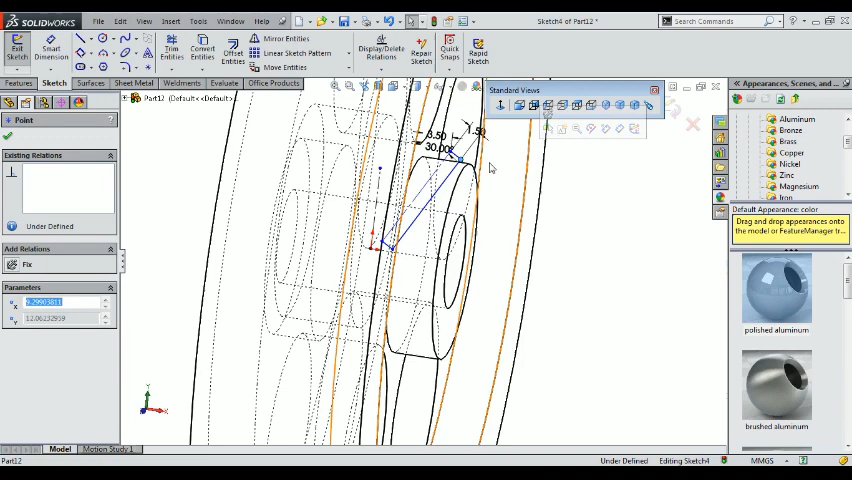 SOLIDWORKS
File Edit View Insert Tools Window Help
Sketch4 of Part12 *
Search Commands
Exit Sketch
Smart Dimension
Trim Entities
Convert Entities
Offset Entities
Mirror Entities
Linear Sketch Pattern
Move Entities
Display/Delete Relations
Repair Sketch
Quick Snaps
Rapid Sketch
Features Sketch Surfaces Sheet Metal Weldments Evaluate Office Products
Standard Views
Appearances, Scenes, and...
Part12 (Default<<Default>...
Point
Existing Relations
Under Defined
Add Relations
Fix
Parameters
9.29903811
12.06232959
3.50
1.50
30.00°
Aluminum
Bronze
Brass
Copper
Nickel
Zinc
Magnesium
Iron
Default Appearance: color
Drag and drop appearances onto
the model or FeatureManager tr...
polished aluminum
brushed aluminum
Y
X
Model Motion Study 1
Part12
Under Defined Editing Sketch4 MMGS